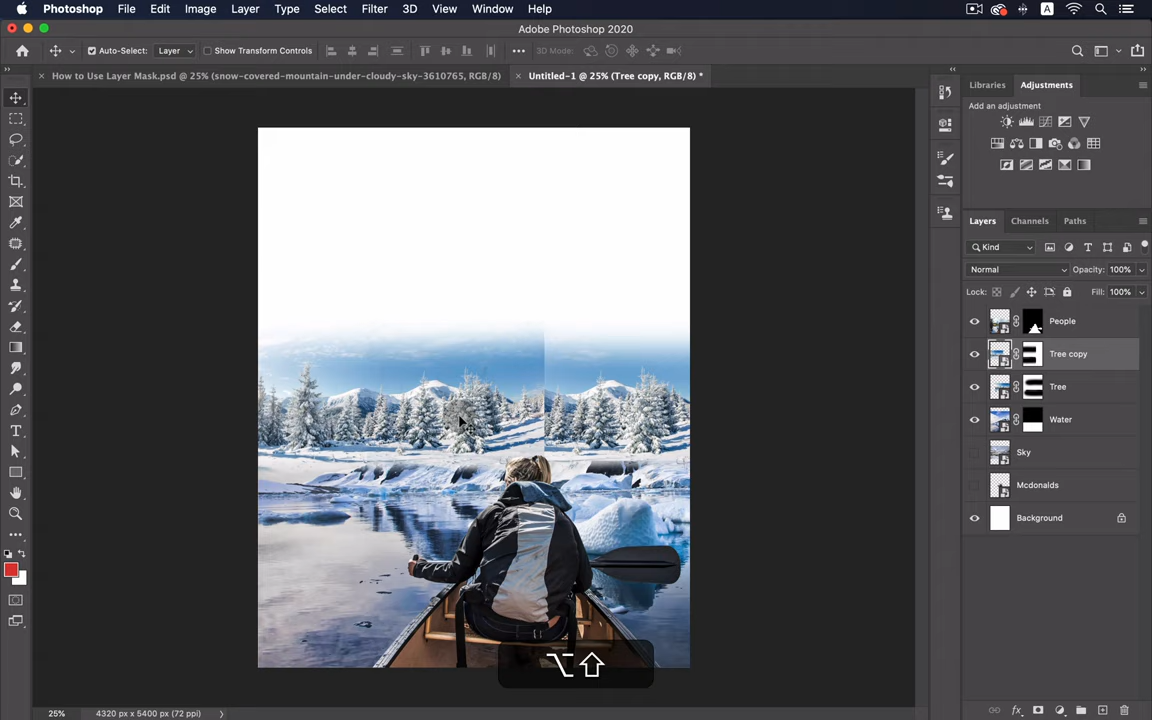 Photoshop File Edit Image Layer Type Select Filter 3D View Window Help A
Adobe Photoshop 2020
Auto-Select: Layer Show Transform Controls 3D Mode:
How to Use Layer Mask.psd @ 25% (snow-covered-mountain-under-cloudy-sky-3610765, RGB/8) Untitled-1 @ 25% (Tree copy, RGB/8) *
Libraries Adjustments
Add an adjustment
Layers Channels Paths
Kind
Normal Opacity: 100%
Lock: Fill: 100%
People
Tree copy
Tree
Water
Sky
Mcdonalds
Background
25% 4320 px x 5400 px (72 ppi)